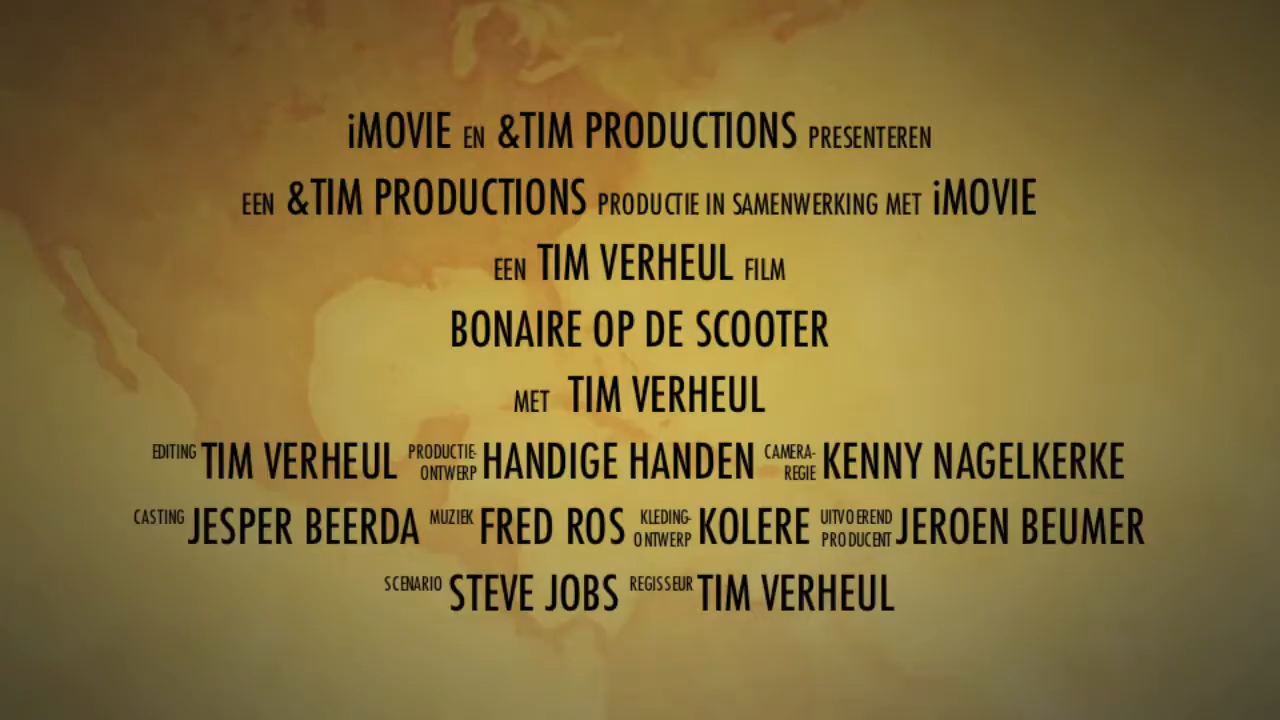 iMOVIE EN &TIM PRODUCTIONS PRESENTEREN
EEN &TIM PRODUCTIONS PRODUCTIE IN SAMENWERKING MET iMOVIE
EEN TIM VERHEUL FILM
BONAIRE OP DE SCOOTER
MET TIM VERHEUL
EDITING TIM VERHEUL PRODUCTIE-ONTWERP HANDIGE HANDEN CAMERA-REGIE KENNY NAGELKERKE
CASTING JESPER BEERDA MUZIEK FRED ROS KLEDING-ONTWERP KOLERE UITVOEREND PRODUCENT JEROEN BEUMER
SCENARIO STEVE JOBS REGISSEUR TIM VERHEUL